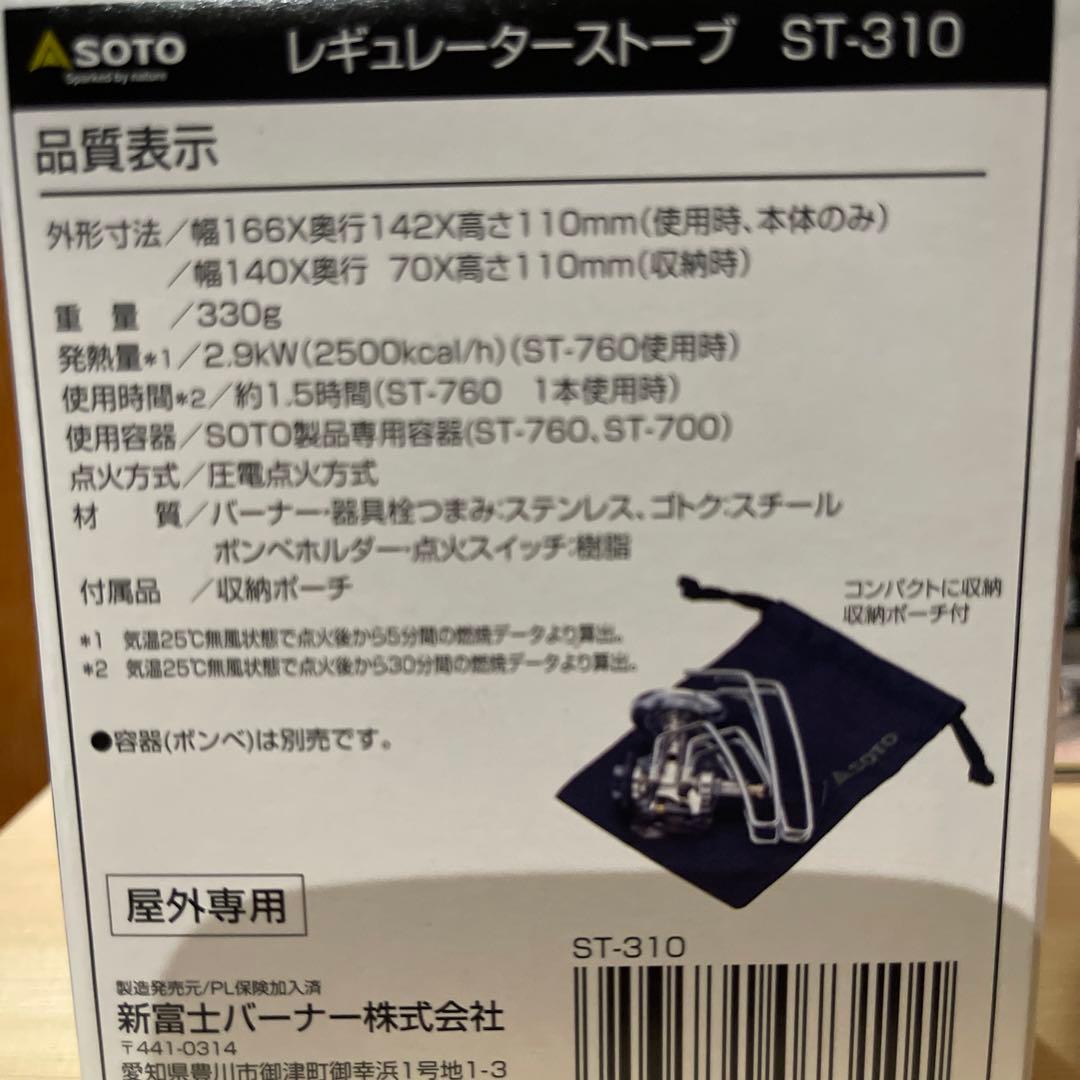 SOTO
Sparked by nature
レギュレーターストーブ ST-310
品質表示
外形寸法／幅166X奥行142X高さ110mm(使用時、本体のみ)
／幅140X奥行 70X高さ110mm(収納時)
重 量 ／330g
発熱量*1／2.9kW(2500kcal/h)(ST-760使用時)
使用時間*2／約1.5時間(ST-760 1本使用時)
使用容器／SOTO製品専用容器(ST-760、ST-700)
点火方式／圧電点火方式
材 質／バーナー・器具栓つまみ:ステンレス、ゴトク:スチール
ボンベホルダー・点火スイッチ:樹脂
付属品 ／収納ポーチ
コンパクトに収納
収納ポーチ付
*1 気温25℃無風状態で点火後から5分間の燃焼データより算出。
*2 気温25℃無風状態で点火後から30分間の燃焼データより算出。
●容器(ボンベ)は別売です。
SOTO
屋外専用
ST-310
製造発売元/PL保険加入済
新富士バーナー株式会社
〒441-0314
愛知県豊川市御津町御幸浜1号地1-3